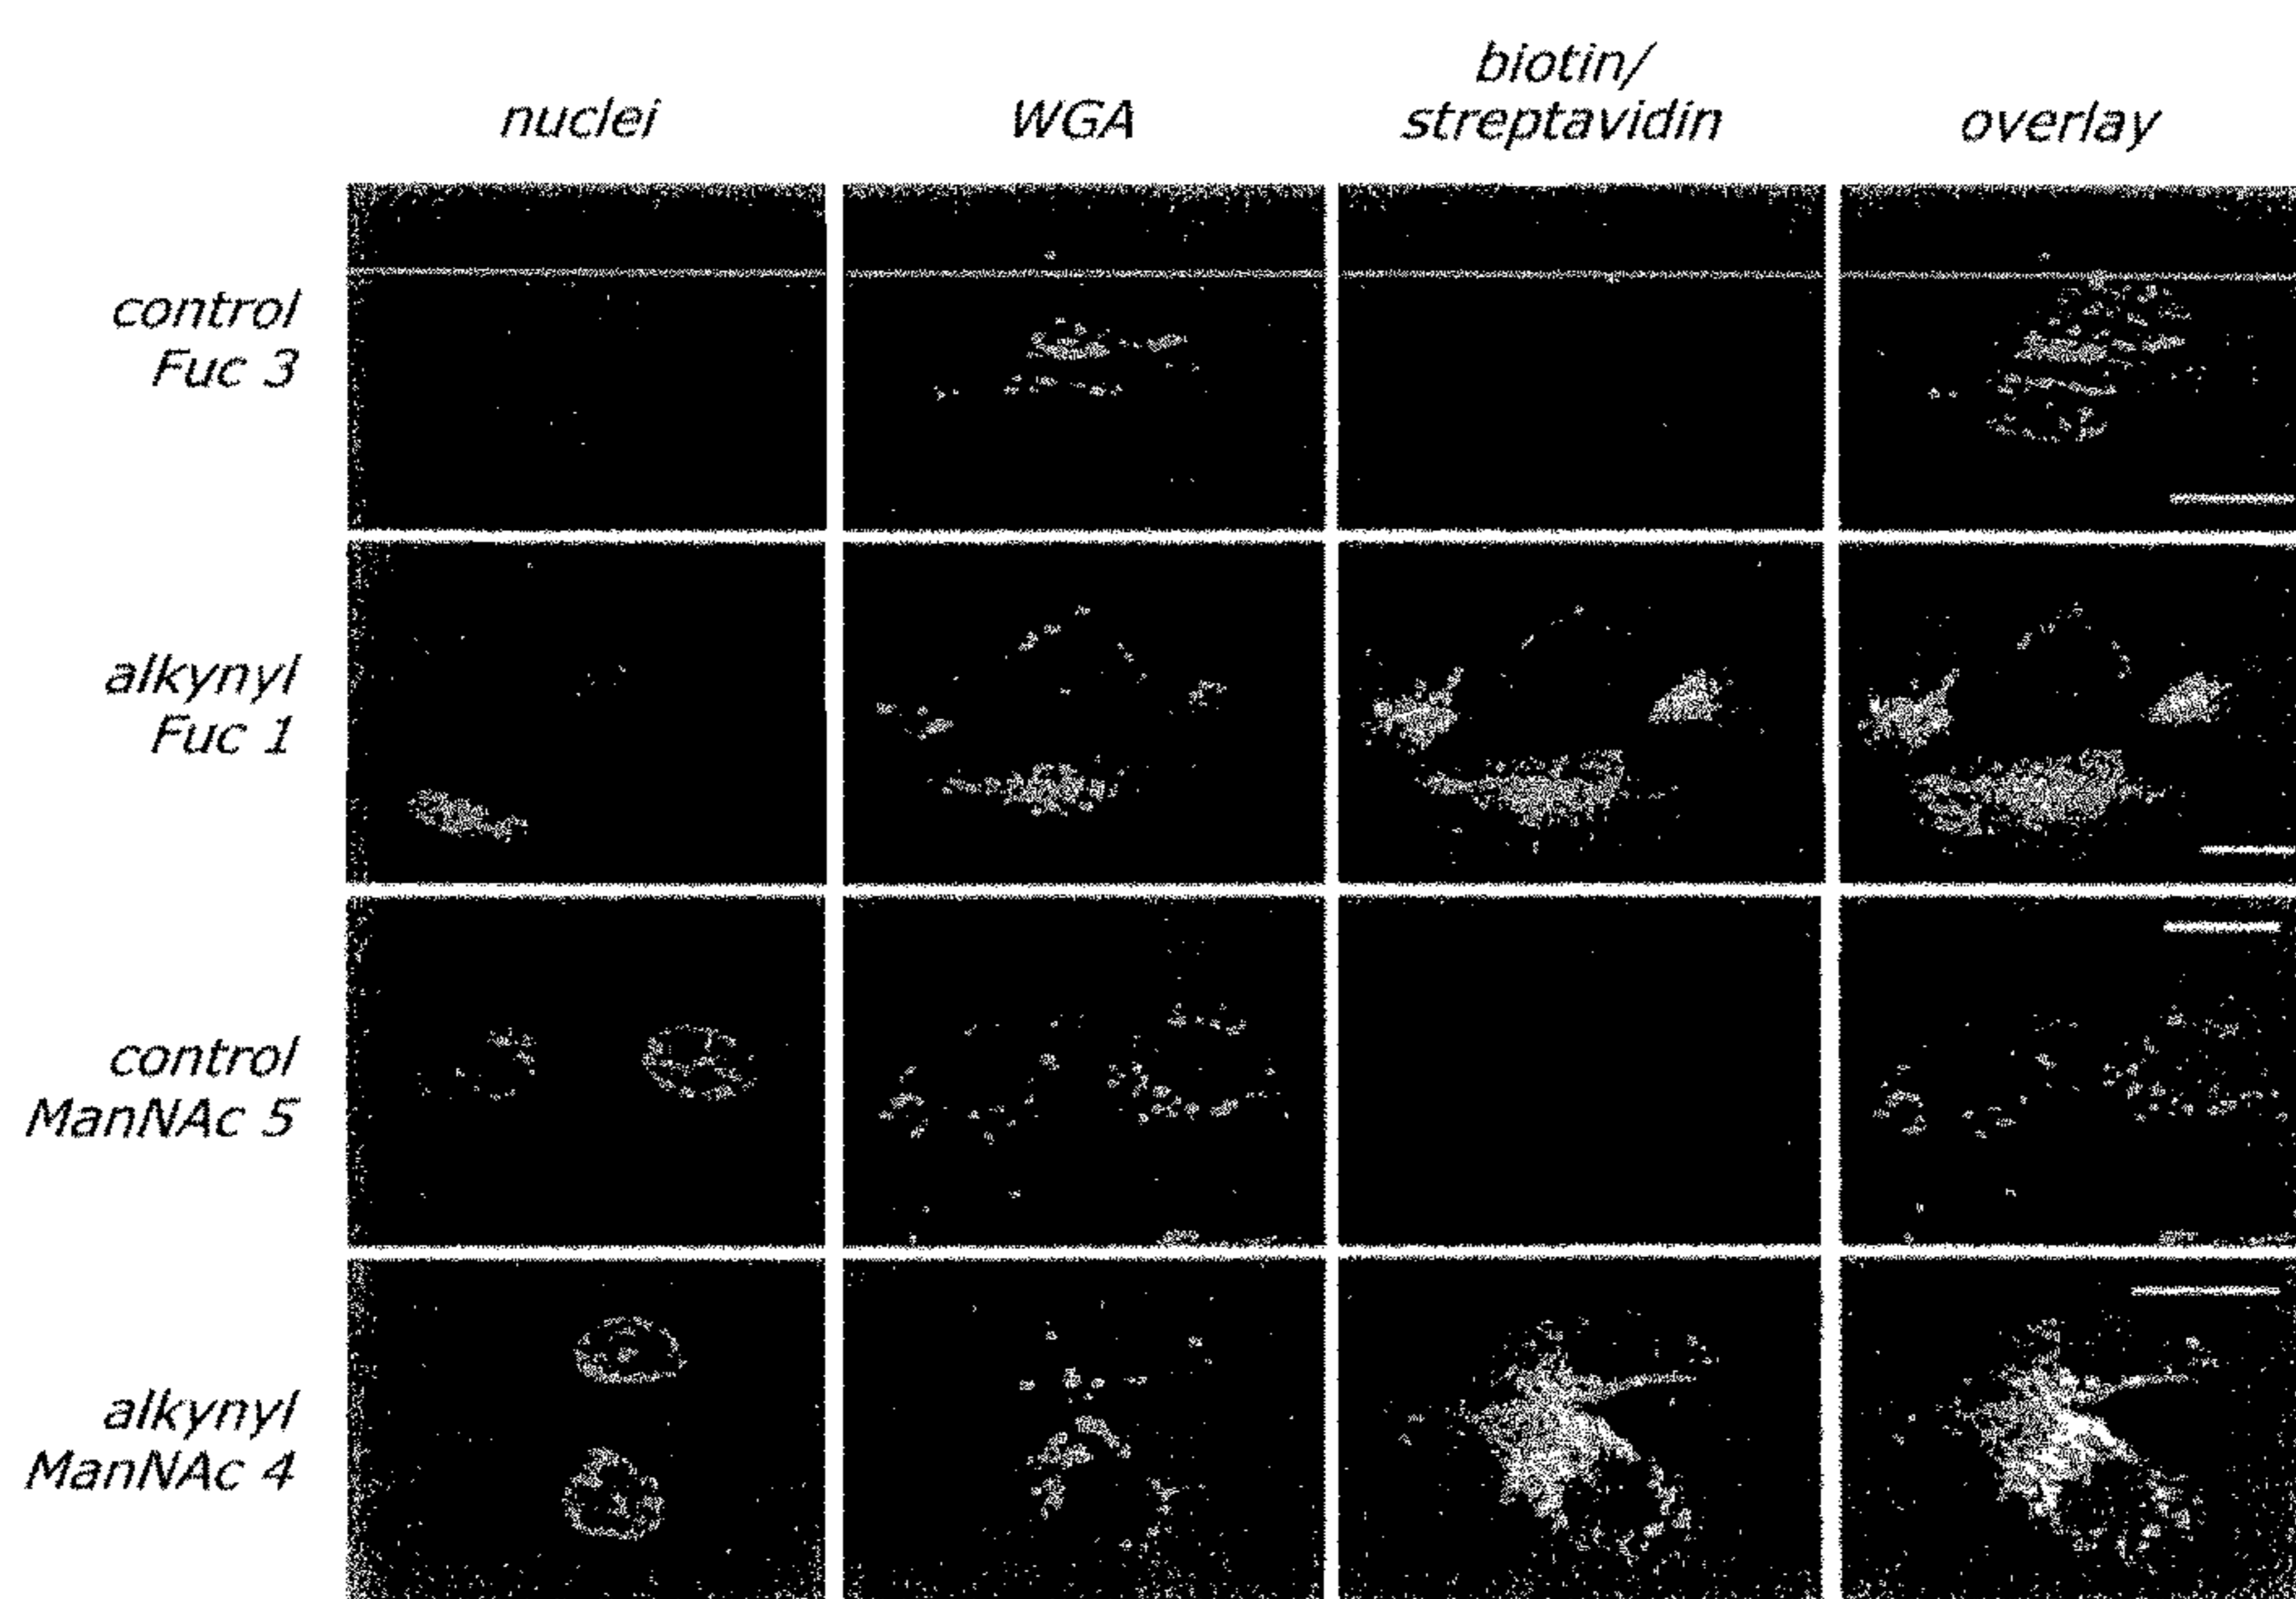 nuclei
WGA
biotin/
streptavidin
overlay
control
Fuc 3
alkynyl
Fuc 1
control
ManNAc 5
alkynyl
ManNAc 4